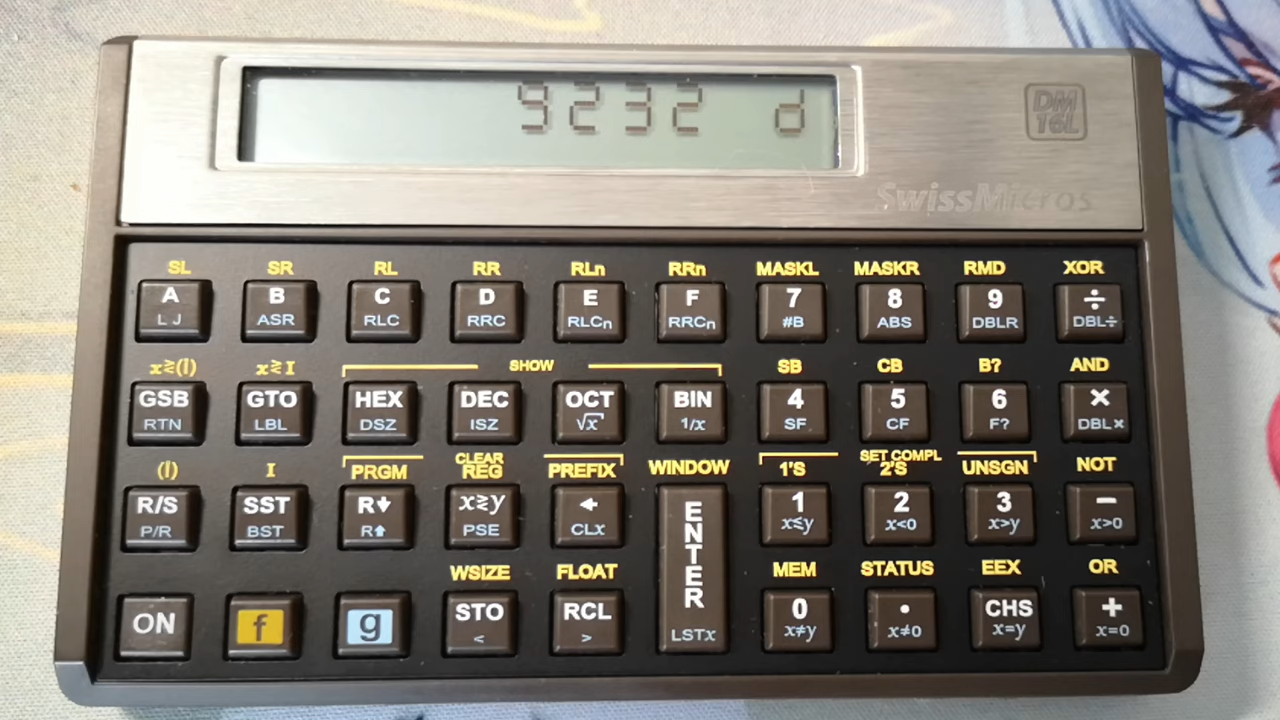 9232 d
DM
16L
SwissMicros
SL SR RL RR RLn RRn MASKL MASKR RMD XOR
A B C D E F 7 8 9 ÷
LJ ASR RLC RRC RLCn RRCn #B ABS DBLR DBL÷
x≷(i) x≷I SHOW SB CB B? AND
GSB GTO HEX DEC OCT BIN 4 5 6 ×
RTN LBL DSZ ISZ √x 1/x SF CF F? DBL×
CLEAR SET COMPL
(i) I PRGM REG PREFIX WINDOW 1'S 2'S UNSGN NOT
R/S SST R↓ x≷y ← ENTER 1 2 3 −
P/R BST R↑ PSE CLx x≤y x<0 x>y x>0
WSIZE FLOAT MEM STATUS EEX OR
ON f g STO RCL 0 • CHS +
< > LSTx x≠y x≠0 x=y x=0